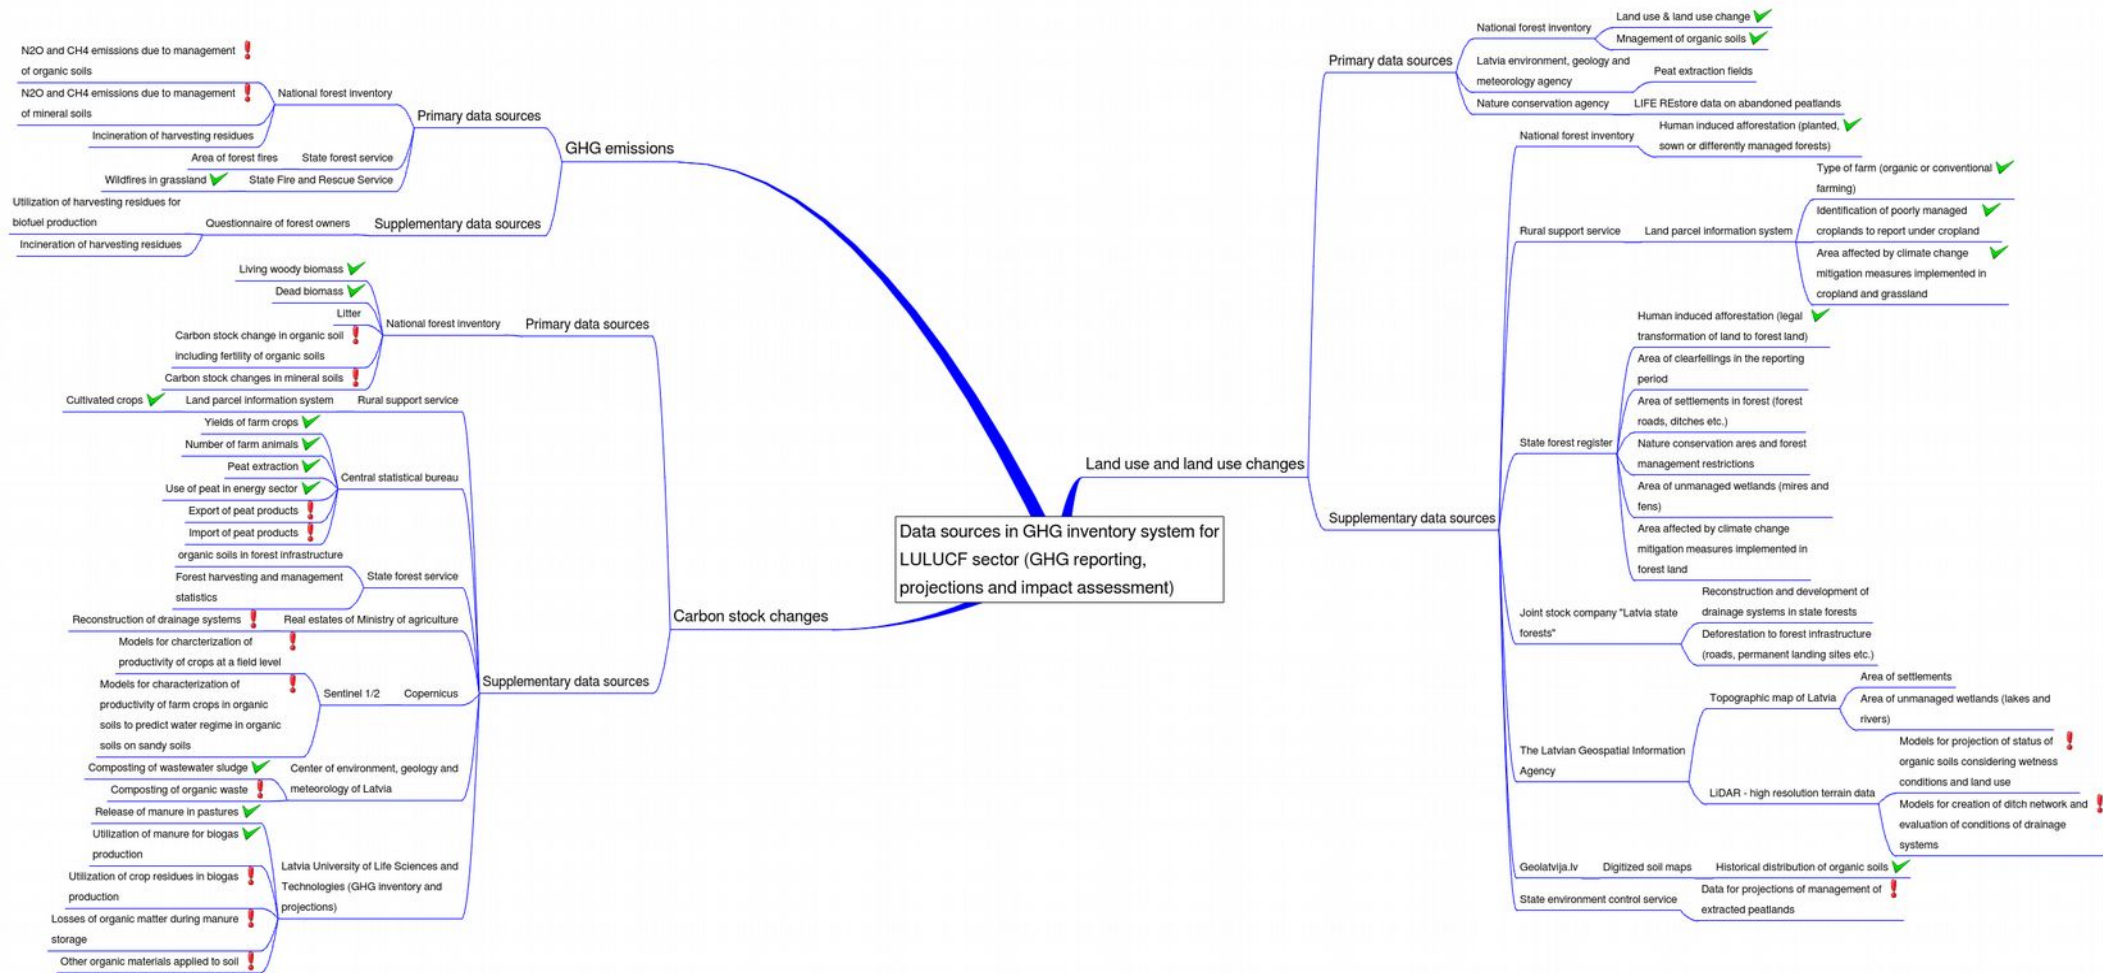 Data sources in GHG inventory system for
LULUCF sector (GHG reporting,
projections and impact assessment)
GHG emissions
Primary data sources
National forest inventory
N2O and CH4 emissions due to management
of organic soils
N2O and CH4 emissions due to management
of mineral soils
Incineration of harvesting residues
State forest service
Area of forest fires
State Fire and Rescue Service
Wildfires in grassland
Supplementary data sources
Questionnaire of forest owners
Utilization of harvesting residues for
biofuel production
Incineration of harvesting residues
Carbon stock changes
Primary data sources
National forest inventory
Living woody biomass
Dead biomass
Litter
Carbon stock change in organic soil
including fertility of organic soils
Carbon stock changes in mineral soils
Supplementary data sources
Rural support service
Land parcel information system
Cultivated crops
Central statistical bureau
Yields of farm crops
Number of farm animals
Peat extraction
Use of peat in energy sector
Export of peat products
Import of peat products
State forest service
organic soils in forest infrastructure
Forest harvesting and management
statistics
Real estates of Ministry of agriculture
Reconstruction of drainage systems
Copernicus
Sentinel 1/2
Models for charcterization of
productivity of crops at a field level
Models for characterization of
productivity of farm crops in organic
soils to predict water regime in organic
soils on sandy soils
Center of environment, geology and
meteorology of Latvia
Composting of wastewater sludge
Composting of organic waste
Latvia University of Life Sciences and
Technologies (GHG inventory and
projections)
Release of manure in pastures
Utilization of manure for biogas
production
Utilization of crop residues in biogas
production
Losses of organic matter during manure
storage
Other organic materials applied to soil
Land use and land use changes
Primary data sources
National forest inventory
Land use & land use change
Mnagement of organic soils
Latvia environment, geology and
meteorology agency
Peat extraction fields
Nature conservation agency
LIFE REstore data on abandoned peatlands
Supplementary data sources
National forest inventory
Human induced afforestation (planted,
sown or differently managed forests)
Rural support service
Land parcel information system
Type of farm (organic or conventional
farming)
Identification of poorly managed
croplands to report under cropland
Area affected by climate change
mitigation measures implemented in
cropland and grassland
State forest register
Human induced afforestation (legal
transformation of land to forest land)
Area of clearfellings in the reporting
period
Area of settlements in forest (forest
roads, ditches etc.)
Nature conservation ares and forest
management restrictions
Area of unmanaged wetlands (mires and
fens)
Area affected by climate change
mitigation measures implemented in
forest land
Joint stock company "Latvia state
forests"
Reconstruction and development of
drainage systems in state forests
Deforestation to forest infrastructure
(roads, permanent landing sites etc.)
The Latvian Geospatial Information
Agency
Topographic map of Latvia
Area of settlements
Area of unmanaged wetlands (lakes and
rivers)
LiDAR - high resolution terrain data
Models for projection of status of
organic soils considering wetness
conditions and land use
Models for creation of ditch network and
evaluation of conditions of drainage
systems
Geolatvija.lv
Digitized soil maps
Historical distribution of organic soils
State environment control service
Data for projections of management of
extracted peatlands